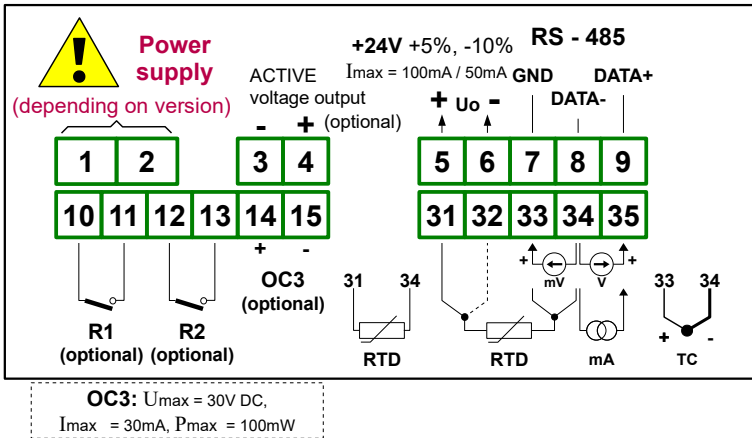 Power
supply
(depending on version)
ACTIVE
voltage output
(optional)
- +
+24V +5%, -10%
Imax = 100mA / 50mA
+ Uo -
RS - 485
GND DATA+
DATA-
1 2 3 4 5 6 7 8 9
10 11 12 13 14 15 31 32 33 34 35
+ -
OC3
(optional)
R1
(optional)
R2
(optional)
31 34
RTD
RTD
+ mV
V +
mA
33 34
+ -
TC
OC3: Umax = 30V DC,
Imax = 30mA, Pmax = 100mW